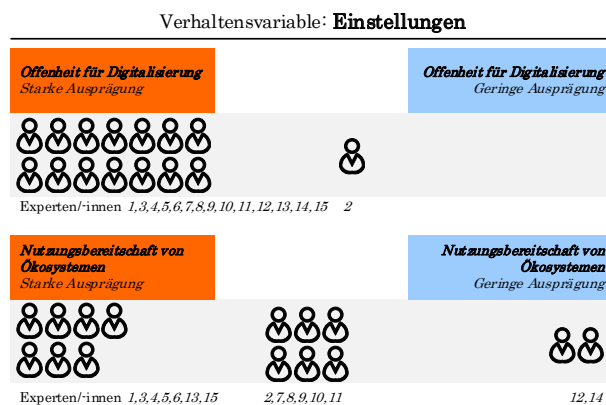 Verhaltensvariable: Einstellungen
Offenheit für Digitalisierung
Starke Ausprägung
Offenheit für Digitalisierung
Geringe Ausprägung
Experten/-innen 1,3,4,5,6,7,8,9,10,11,12,13,14,15 2
Nutzungsbereitschaft von
Ökosystemen
Starke Ausprägung
Nutzungsbereitschaft von
Ökosystemen
Geringe Ausprägung
Experten/-innen 1,3,4,5,6,13,15 2,7,8,9,10,11 12,14